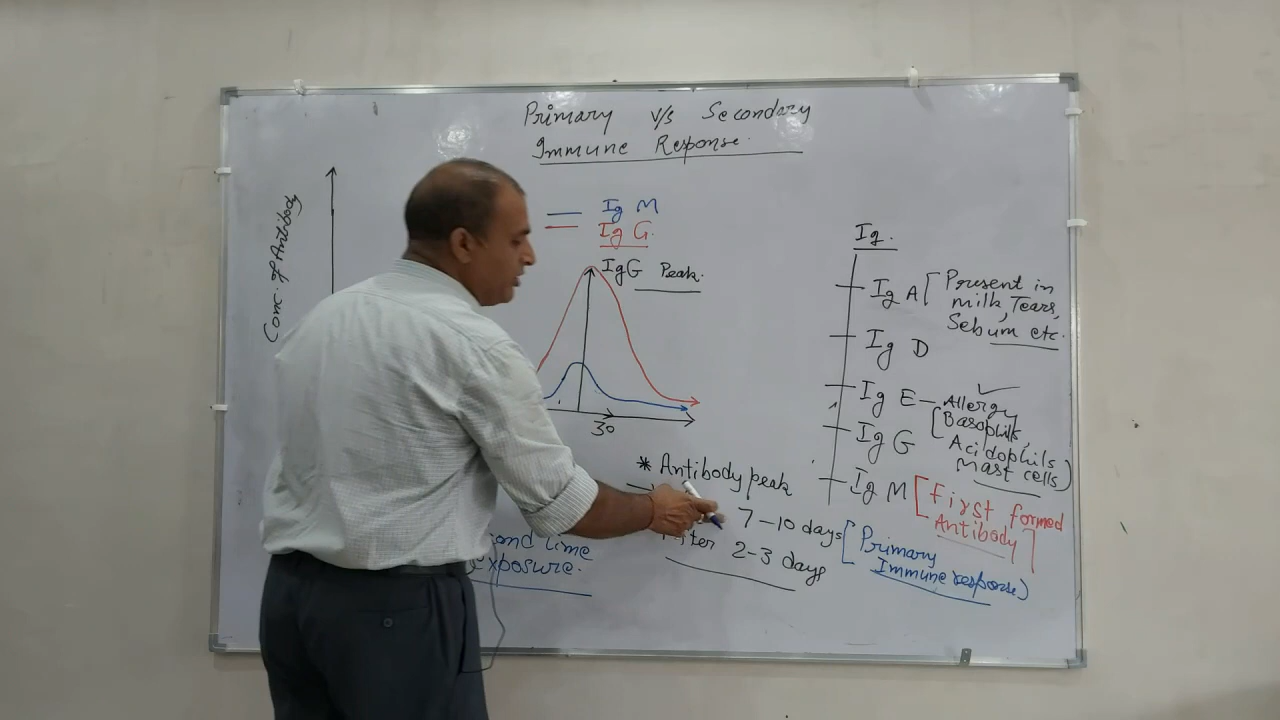 Primary v/s Secondary
Immune Response.
Conc. of Antibody
Ig M
Ig G.
IgG Peak.
30
Ig.
Ig A [ Present in
milk, Tears,
Sebum etc.
Ig D
Ig E – Allergy
[ Basophils,
Acidophils
Mast cells)
Ig G
Ig M [ First formed
Antibody ]
* Antibody peak
7–10 days
2–3 days
[ Primary
Immune response)
time
exposure.